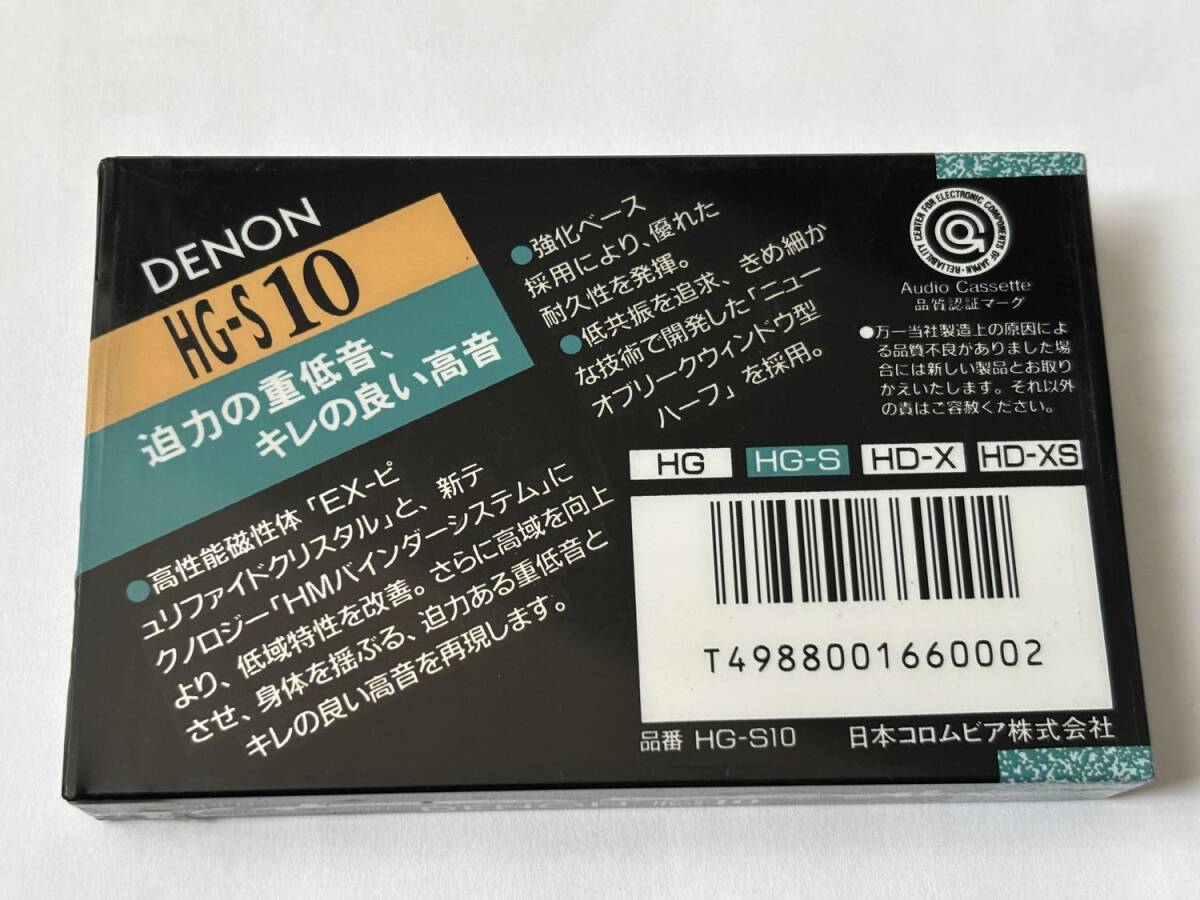 DENON
HG-S 10
迫力の重低音、
キレの良い高音
●高性能磁性体「EX-ピ
ュリファイドクリスタル」と、新テ
クノロジー「HMバインダーシステム」に
より、低域特性を改善。さらに高域を向上
させ、身体を揺ぶる、迫力ある重低音と
キレの良い高音を再現します。
●強化ベース
採用により、優れた
耐久性を発揮。
●低共振を追求、きめ細か
な技術で開発した「ニュー
オブリークウィンドウ型
ハーフ」を採用。
RELIABILITY CENTER FOR ELECTRONIC COMPONENTS OF JAPAN
Audio Cassette
品質認証マーク
●万一当社製造上の原因によ
る品質不良がありました場
合には新しい製品とお取り
かえいたします。それ以外
の責はご容赦ください。
HG HG-S HD-X HD-XS
T4988001660002
品番 HG-S10 日本コロムビア株式会社
DENON HG-S 10